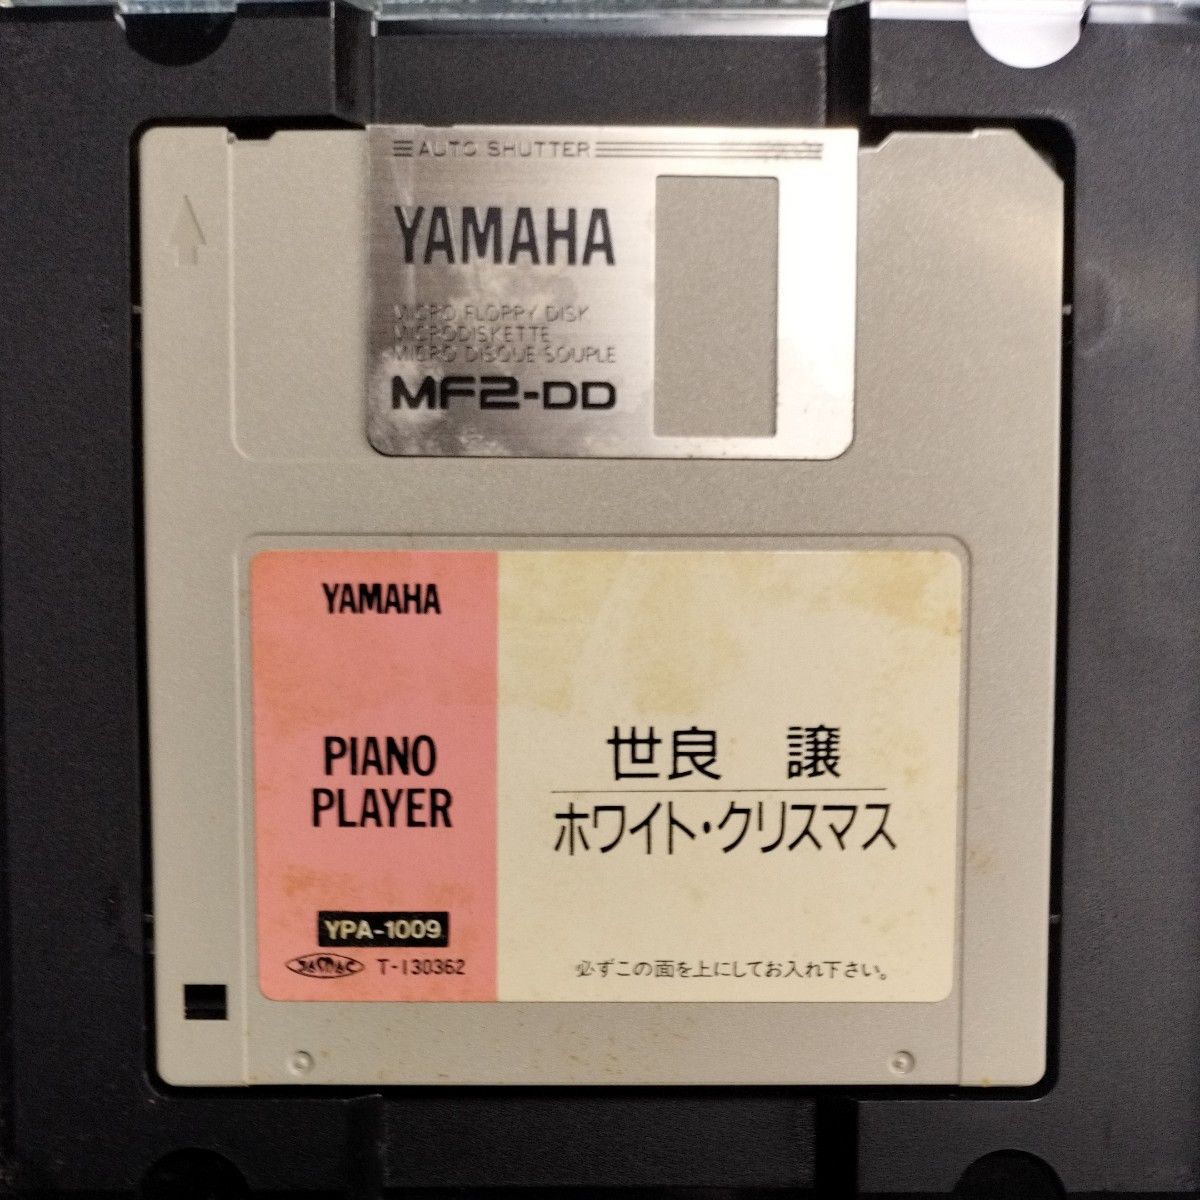 AUTO SHUTTER
YAMAHA
MICRO FLOPPY DISK
MICRODISKETTE
MICRO DISQUE SOUPLE
MF2-DD
YAMAHA
PIANO
PLAYER
YPA-1009
JASRAC T-130362
世良 譲
ホワイト・クリスマス
必ずこの面を上にしてお入れ下さい。